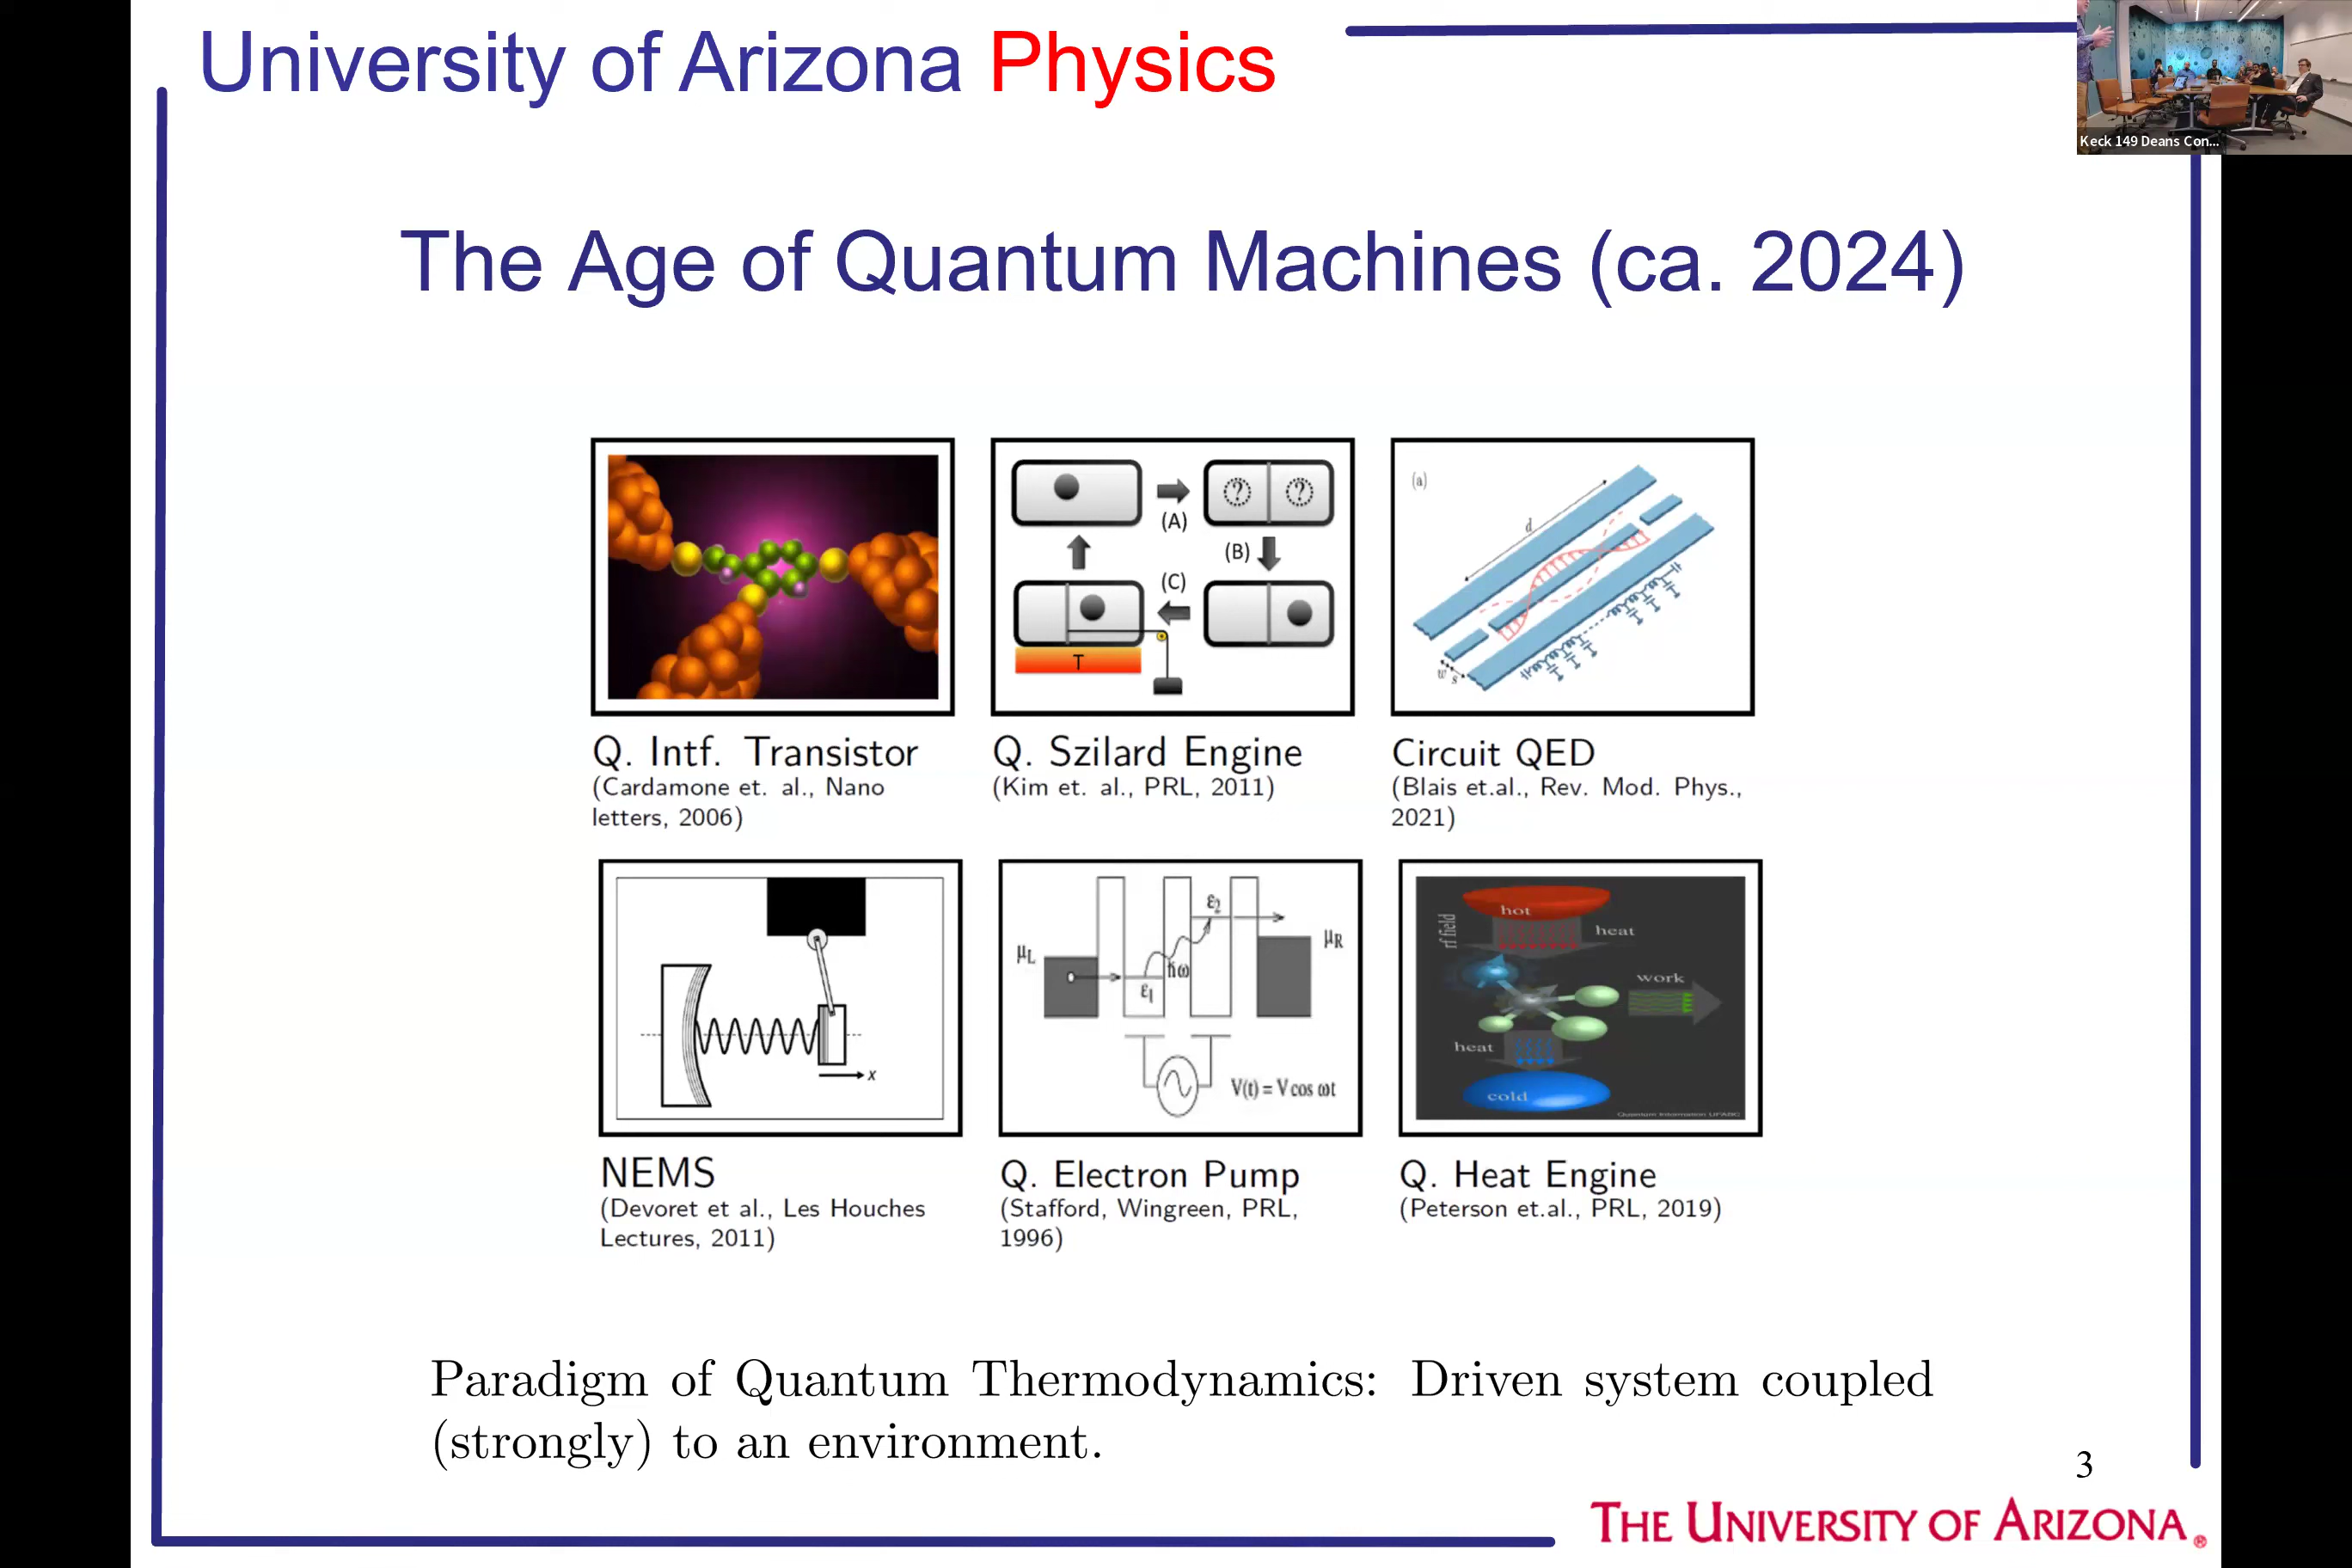 University of Arizona Physics
Keck 149 Deans Con...
The Age of Quantum Machines (ca. 2024)
(A)
? ?
(B)
(C)
T
(a)
d
w s
Q. Intf. Transistor
(Cardamone et. al., Nano
letters, 2006)
Q. Szilard Engine
(Kim et. al., PRL, 2011)
Circuit QED
(Blais et.al., Rev. Mod. Phys.,
2021)
x
μL
ε1
ħω
ε2
μR
V(t) = V cos ωt
hot
rf field
heat
work
heat
cold
Quantum Information UFABC
NEMS
(Devoret et al., Les Houches
Lectures, 2011)
Q. Electron Pump
(Stafford, Wingreen, PRL,
1996)
Q. Heat Engine
(Peterson et.al., PRL, 2019)
Paradigm of Quantum Thermodynamics: Driven system coupled
(strongly) to an environment.
3
THE UNIVERSITY OF ARIZONA®